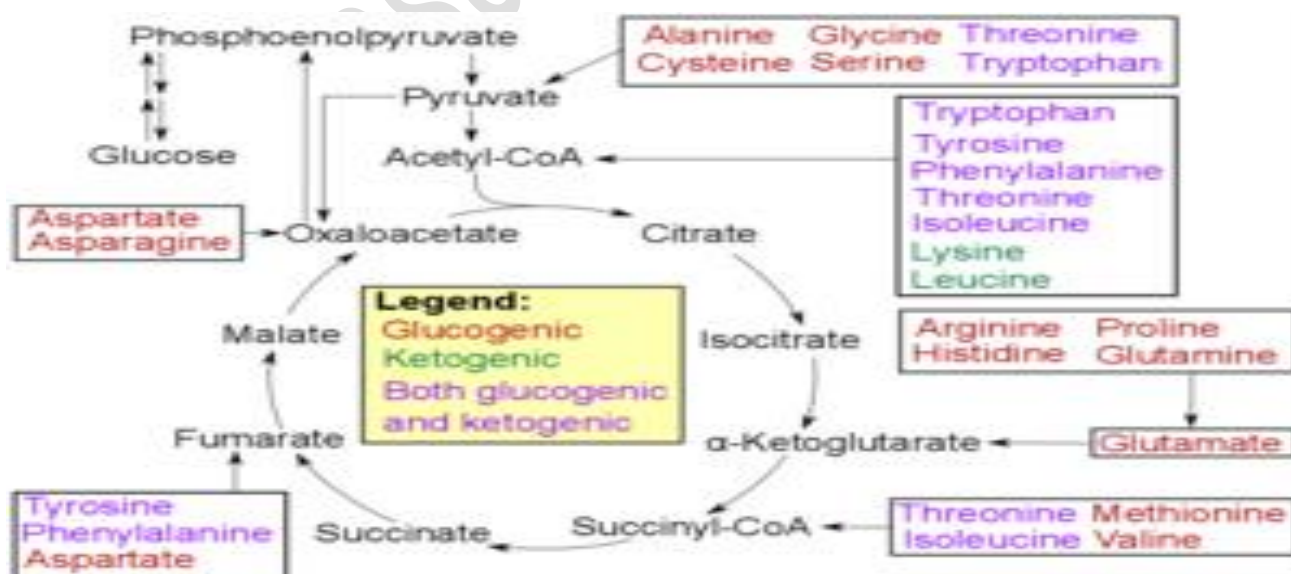 Phosphoenolpyruvate
Alanine Glycine Threonine
Cysteine Serine Tryptophan
Pyruvate
Glucose
Acetyl-CoA
Tryptophan
Tyrosine
Phenylalanine
Threonine
Isoleucine
Lysine
Leucine
Aspartate
Asparagine
Oxaloacetate
Citrate
Legend:
Glucogenic
Ketogenic
Both glucogenic
and ketogenic
Malate
Isocitrate
Arginine Proline
Histidine Glutamine
Fumarate
α-Ketoglutarate
Glutamate
Tyrosine
Phenylalanine
Aspartate
Succinate
Succinyl-CoA
Threonine Methionine
Isoleucine Valine